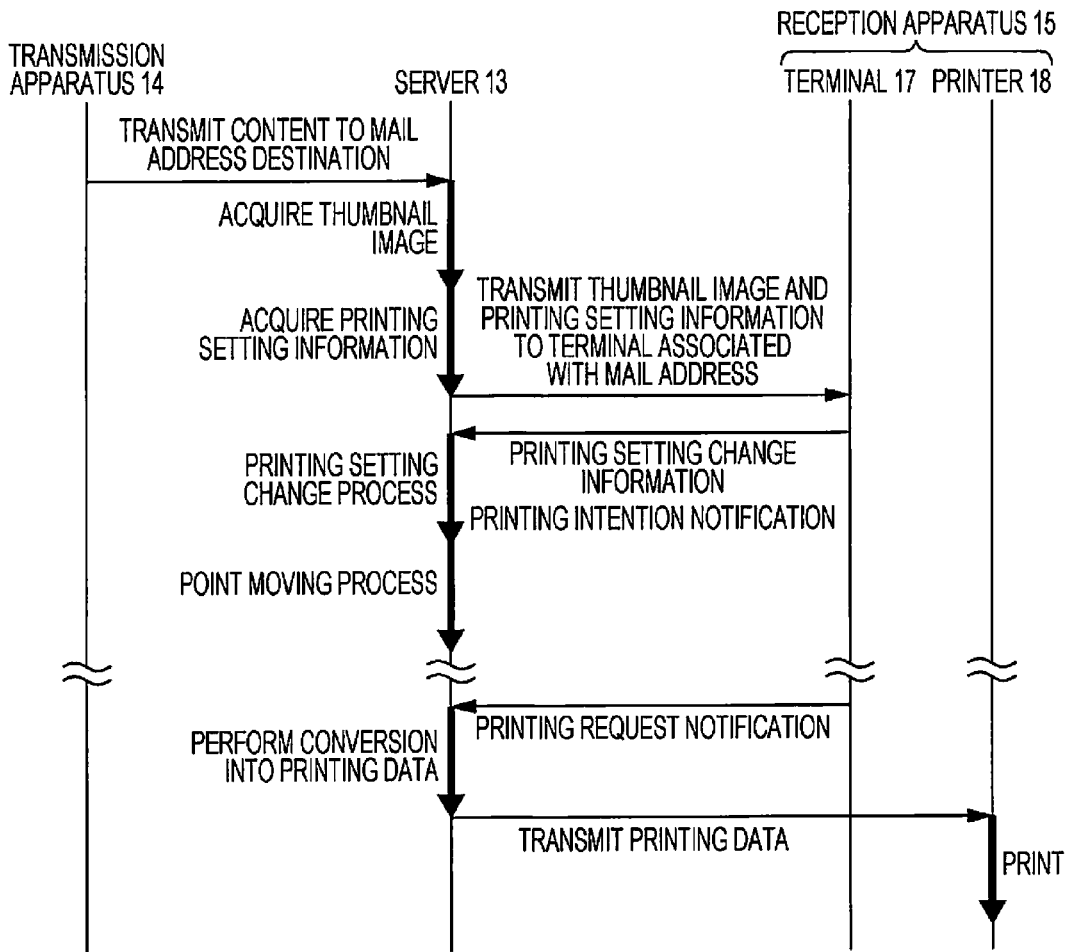 RECEPTION APPARATUS 15
TRANSMISSION
APPARATUS 14
SERVER 13
TERMINAL 17
PRINTER 18
TRANSMIT CONTENT TO MAIL
ADDRESS DESTINATION
ACQUIRE THUMBNAIL
IMAGE
ACQUIRE PRINTING
SETTING INFORMATION
TRANSMIT THUMBNAIL IMAGE AND
PRINTING SETTING INFORMATION
TO TERMINAL ASSOCIATED
WITH MAIL ADDRESS
PRINTING SETTING
CHANGE PROCESS
PRINTING SETTING CHANGE
INFORMATION
PRINTING INTENTION NOTIFICATION
POINT MOVING PROCESS
PRINTING REQUEST NOTIFICATION
PERFORM CONVERSION
INTO PRINTING DATA
TRANSMIT PRINTING DATA
PRINT